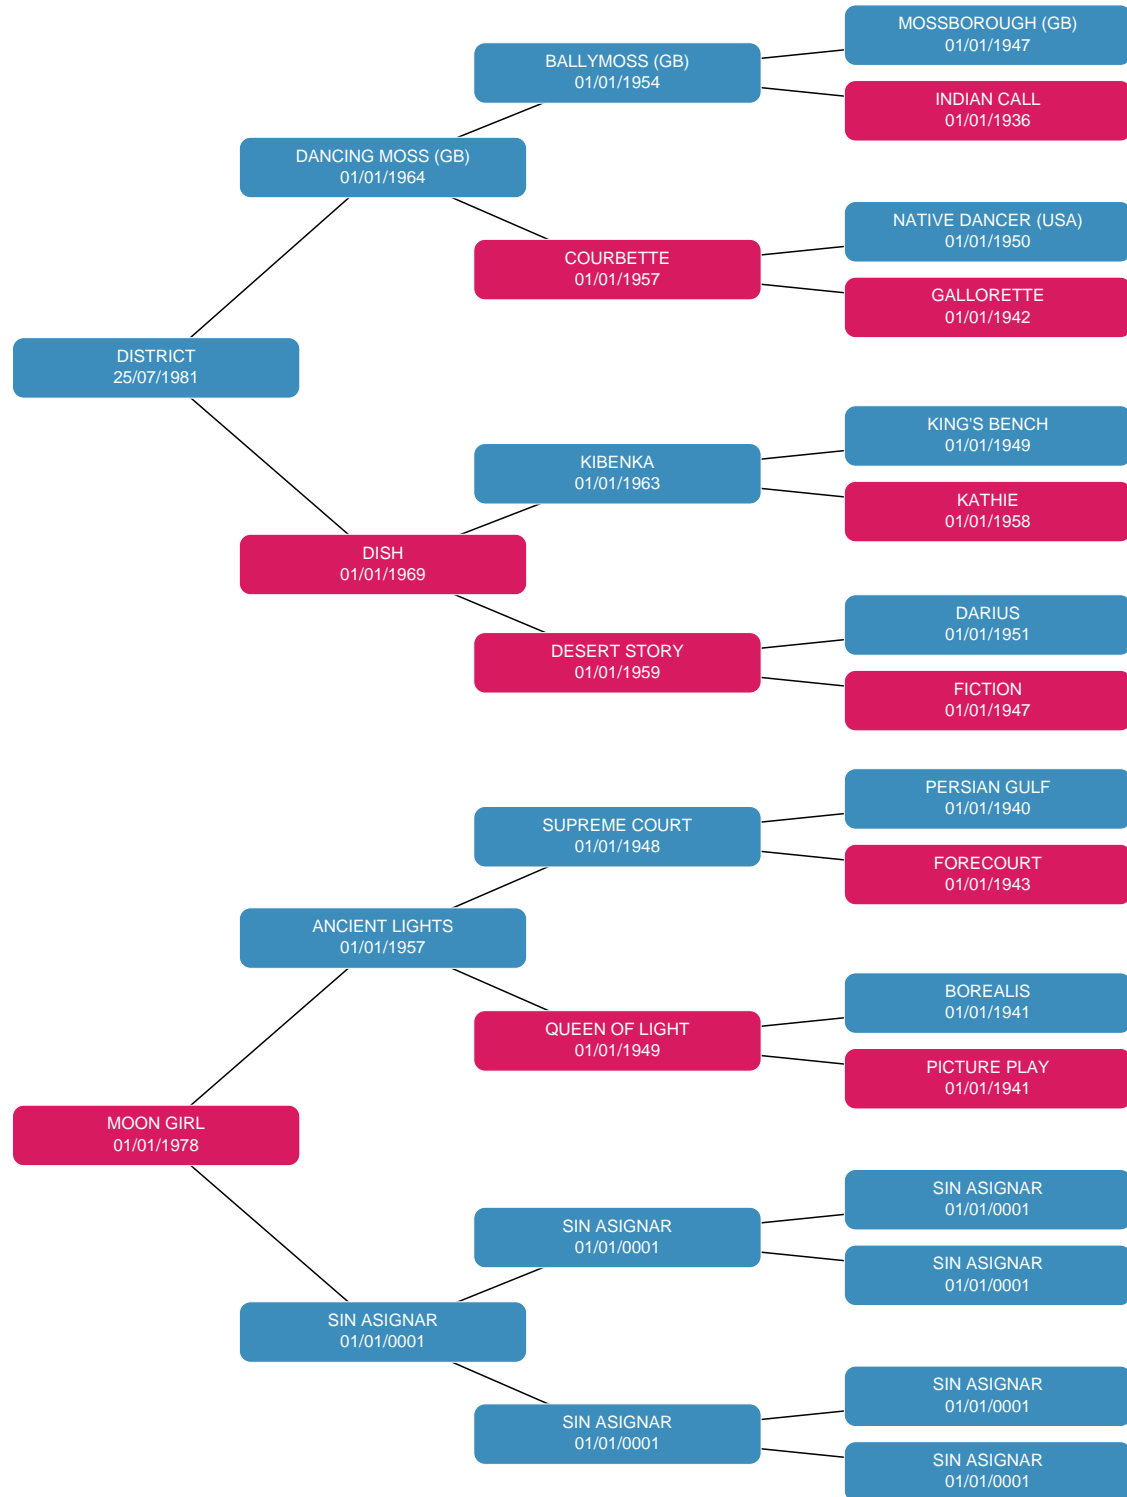 MOSSBOROUGH (GB)
01/01/1947
BALLYMOSS (GB)
01/01/1954
INDIAN CALL
01/01/1936
DANCING MOSS (GB)
01/01/1964
NATIVE DANCER (USA)
01/01/1950
COURBETTE
01/01/1957
GALLORETTE
01/01/1942
DISTRICT
25/07/1981
KING'S BENCH
01/01/1949
KIBENKA
01/01/1963
KATHIE
01/01/1958
DISH
01/01/1969
DARIUS
01/01/1951
DESERT STORY
01/01/1959
FICTION
01/01/1947
PERSIAN GULF
01/01/1940
SUPREME COURT
01/01/1948
FORECOURT
01/01/1943
ANCIENT LIGHTS
01/01/1957
BOREALIS
01/01/1941
QUEEN OF LIGHT
01/01/1949
PICTURE PLAY
01/01/1941
MOON GIRL
01/01/1978
SIN ASIGNAR
01/01/0001
SIN ASIGNAR
01/01/0001
SIN ASIGNAR
01/01/0001
SIN ASIGNAR
01/01/0001
SIN ASIGNAR
01/01/0001
SIN ASIGNAR
01/01/0001
SIN ASIGNAR
01/01/0001